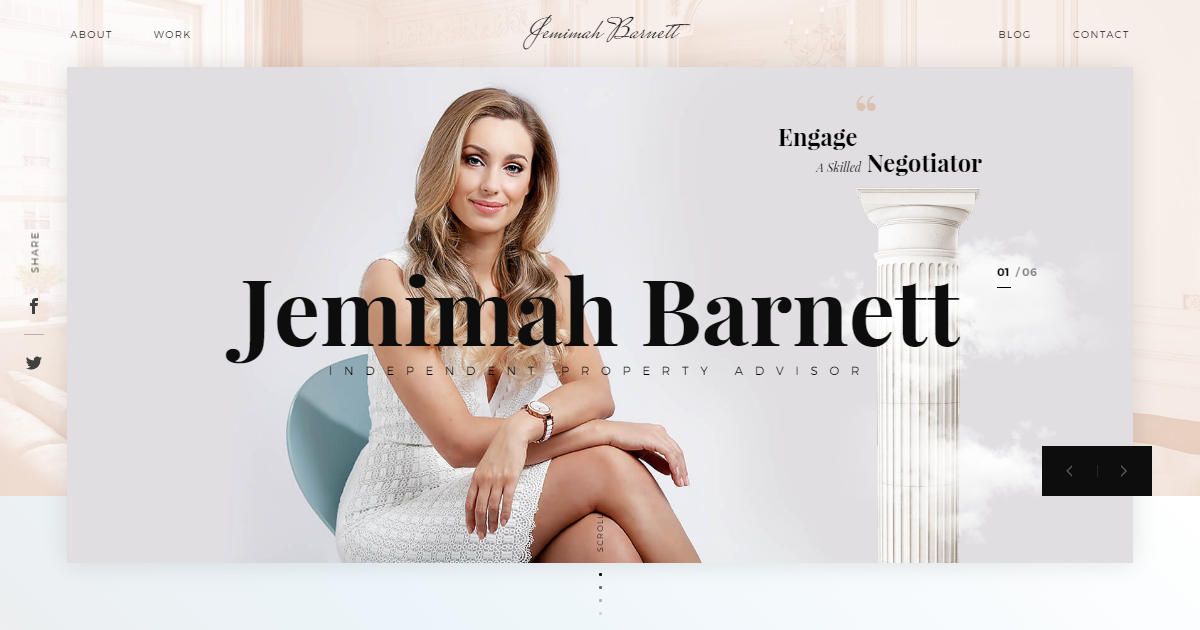 ABOUT
WORK
Jemimah Barnett
BLOG
CONTACT
“
Engage
A Skilled Negotiator
SHARE
01 / 06
Jemimah Barnett
INDEPENDENT PROPERTY ADVISOR
SCROLL